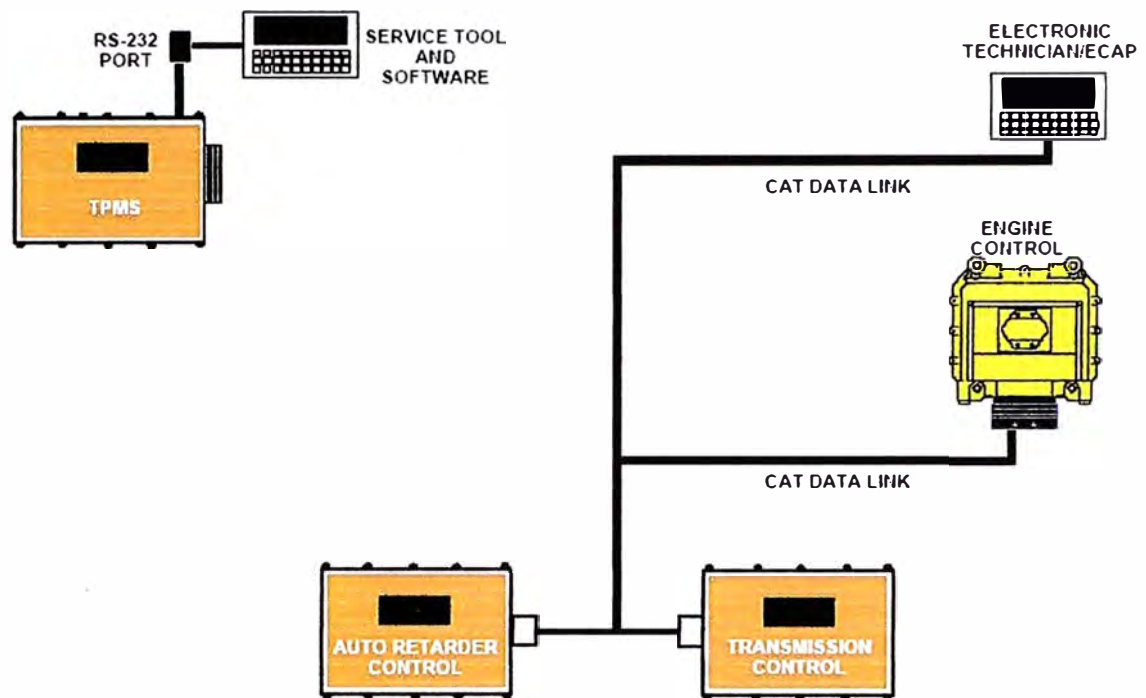 RS-232
PORT
SERVICE TOOL
AND
SOFTWARE
TPMS
ELECTRONIC
TECHNICIAN/ECAP
CAT DATA LINK
ENGINE
CONTROL
CAT DATA LINK
AUTO RETARDER
CONTROL
TRANSMISSION
CONTROL